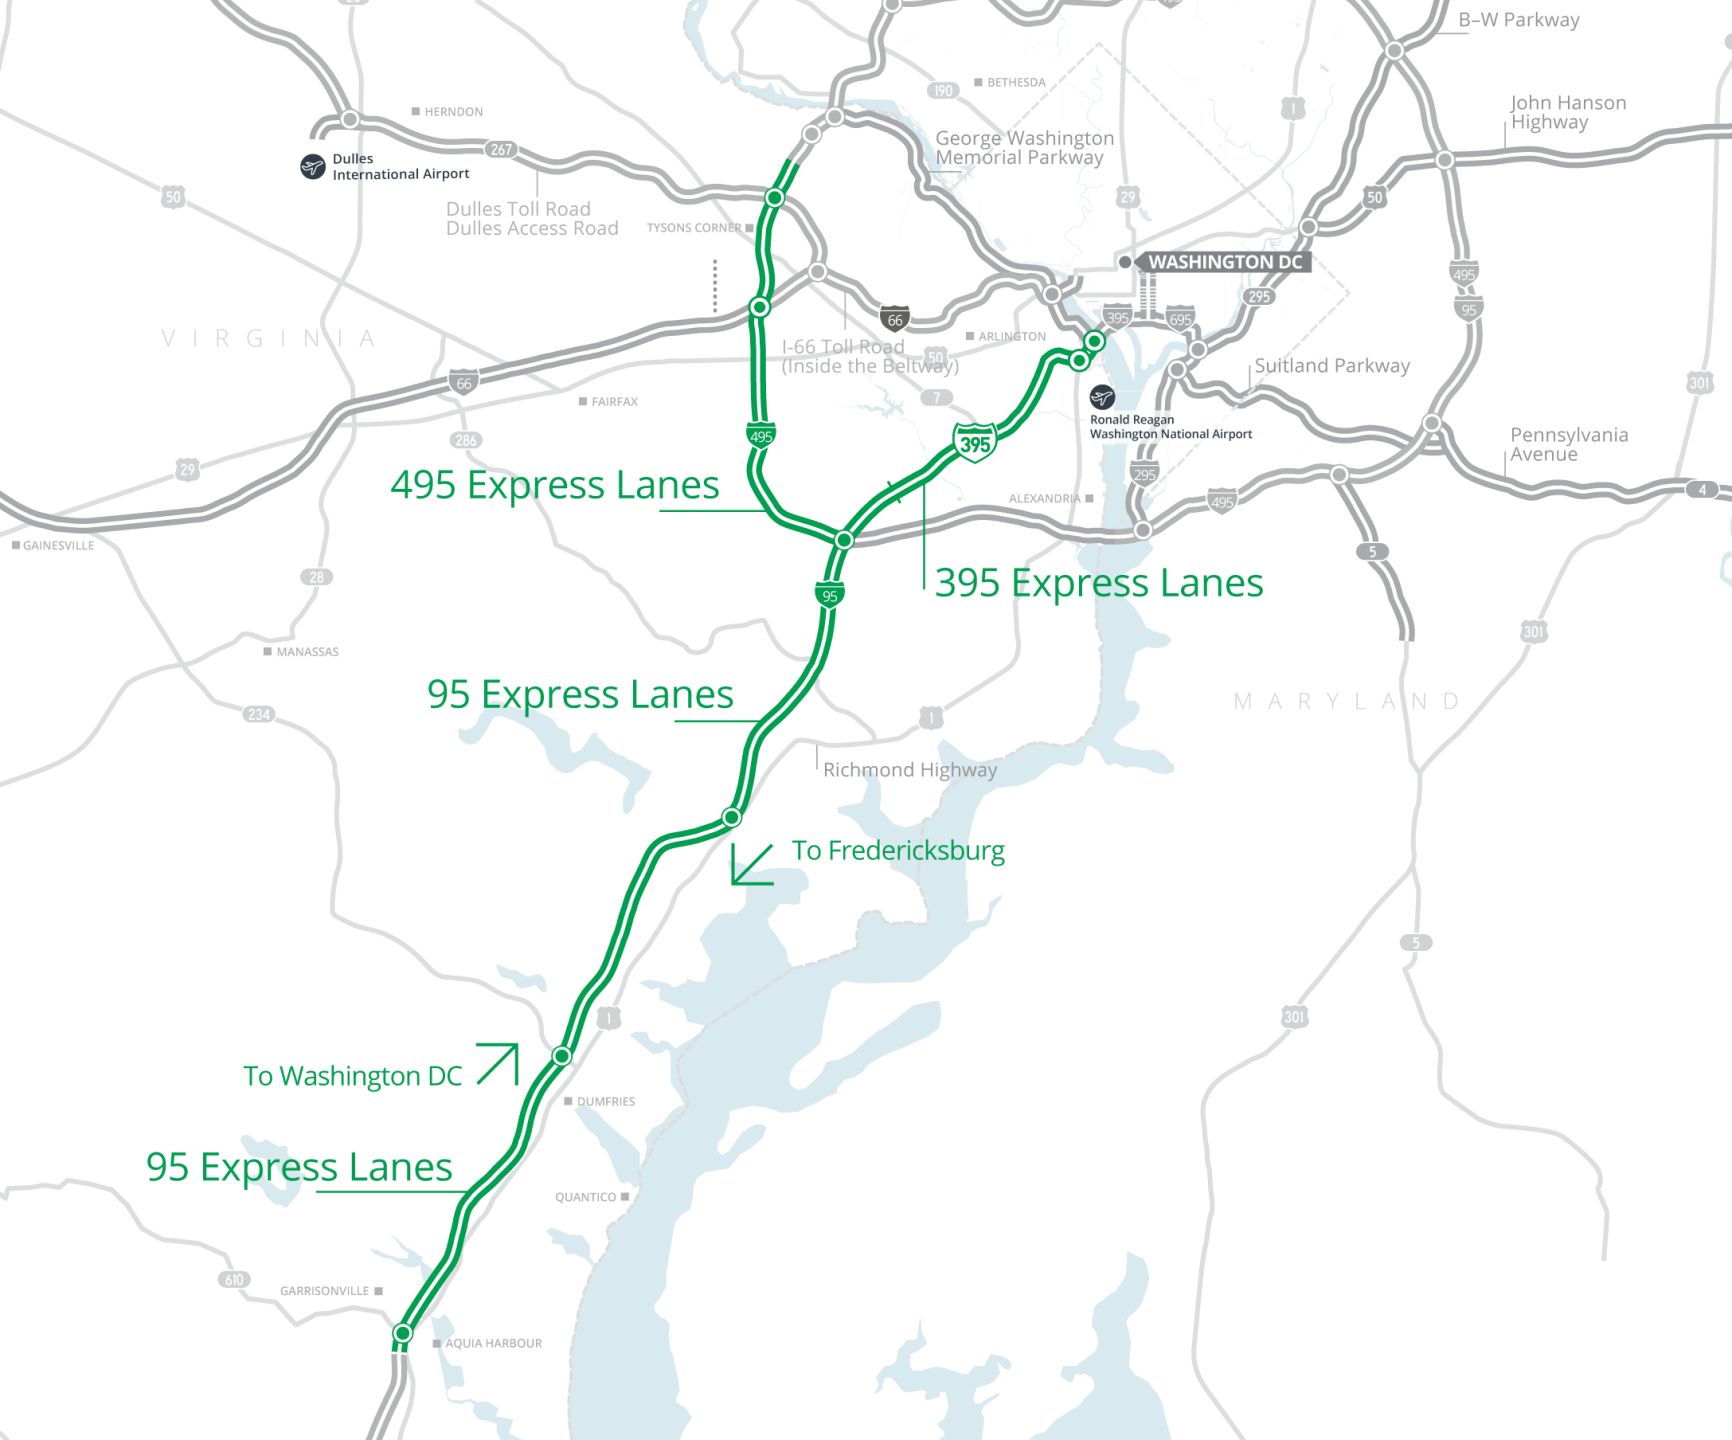 B–W Parkway
BETHESDA
190
1
John Hanson
Highway
HERNDON
George Washington
Memorial Parkway
267
Dulles
International Airport
50
29
50
Dulles Toll Road
Dulles Access Road
TYSONS CORNER
WASHINGTON DC
495
295
95
66
395
695
VIRGINIA
ARLINGTON
I-66 Toll Road
(Inside the Beltway)
50
Suitland Parkway
66
301
7
FAIRFAX
Ronald Reagan
Washington National Airport
495
286
395
Pennsylvania
Avenue
29
295
495 Express Lanes
ALEXANDRIA
495
4
GAINESVILLE
5
28
395 Express Lanes
95
301
MANASSAS
95 Express Lanes
MARYLAND
234
1
Richmond Highway
To Fredericksburg
5
1
301
To Washington DC
DUMFRIES
95 Express Lanes
QUANTICO
610
GARRISONVILLE
AQUIA HARBOUR